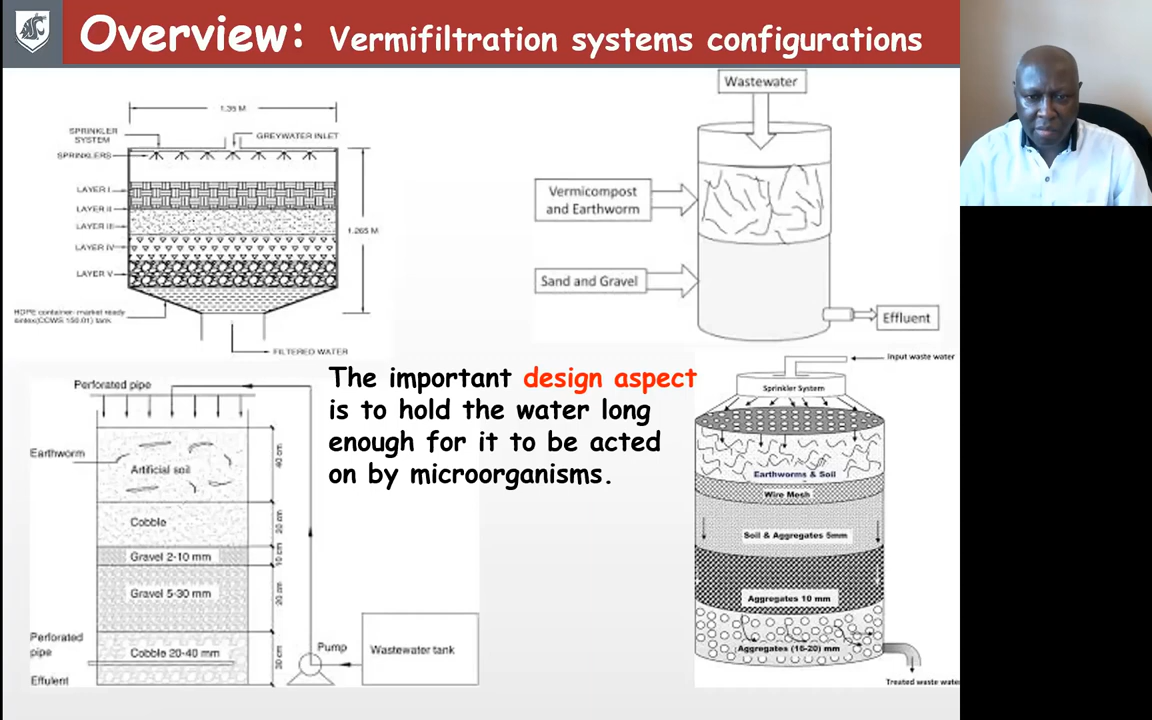 Overview: Vermifiltration systems configurations
1.35 M
SPRINKLER
SYSTEM
GREYWATER INLET
SPRINKLERS
LAYER I
LAYER II
LAYER III
LAYER IV
LAYER V
1.265 M
HDPE container- market ready
sintex(CCWS 150.01) tank
FILTERED WATER
Wastewater
Vermicompost
and Earthworm
Sand and Gravel
Effluent
The important design aspect
is to hold the water long
enough for it to be acted
on by microorganisms.
Perforated pipe
Earthworm
Artificial soil
40 cm
Cobble
20 cm
Gravel 2-10 mm
10 cm
Gravel 5-30 mm
20 cm
Perforated
pipe
Cobble 20-40 mm
Effulent
Pump
Wastewater tank
Input waste water
Sprinkler System
Earthworms & Soil
Wire Mesh
Soil & Aggregates 5mm
Aggregates 10 mm
Aggregates (16-20) mm
Treated waste water